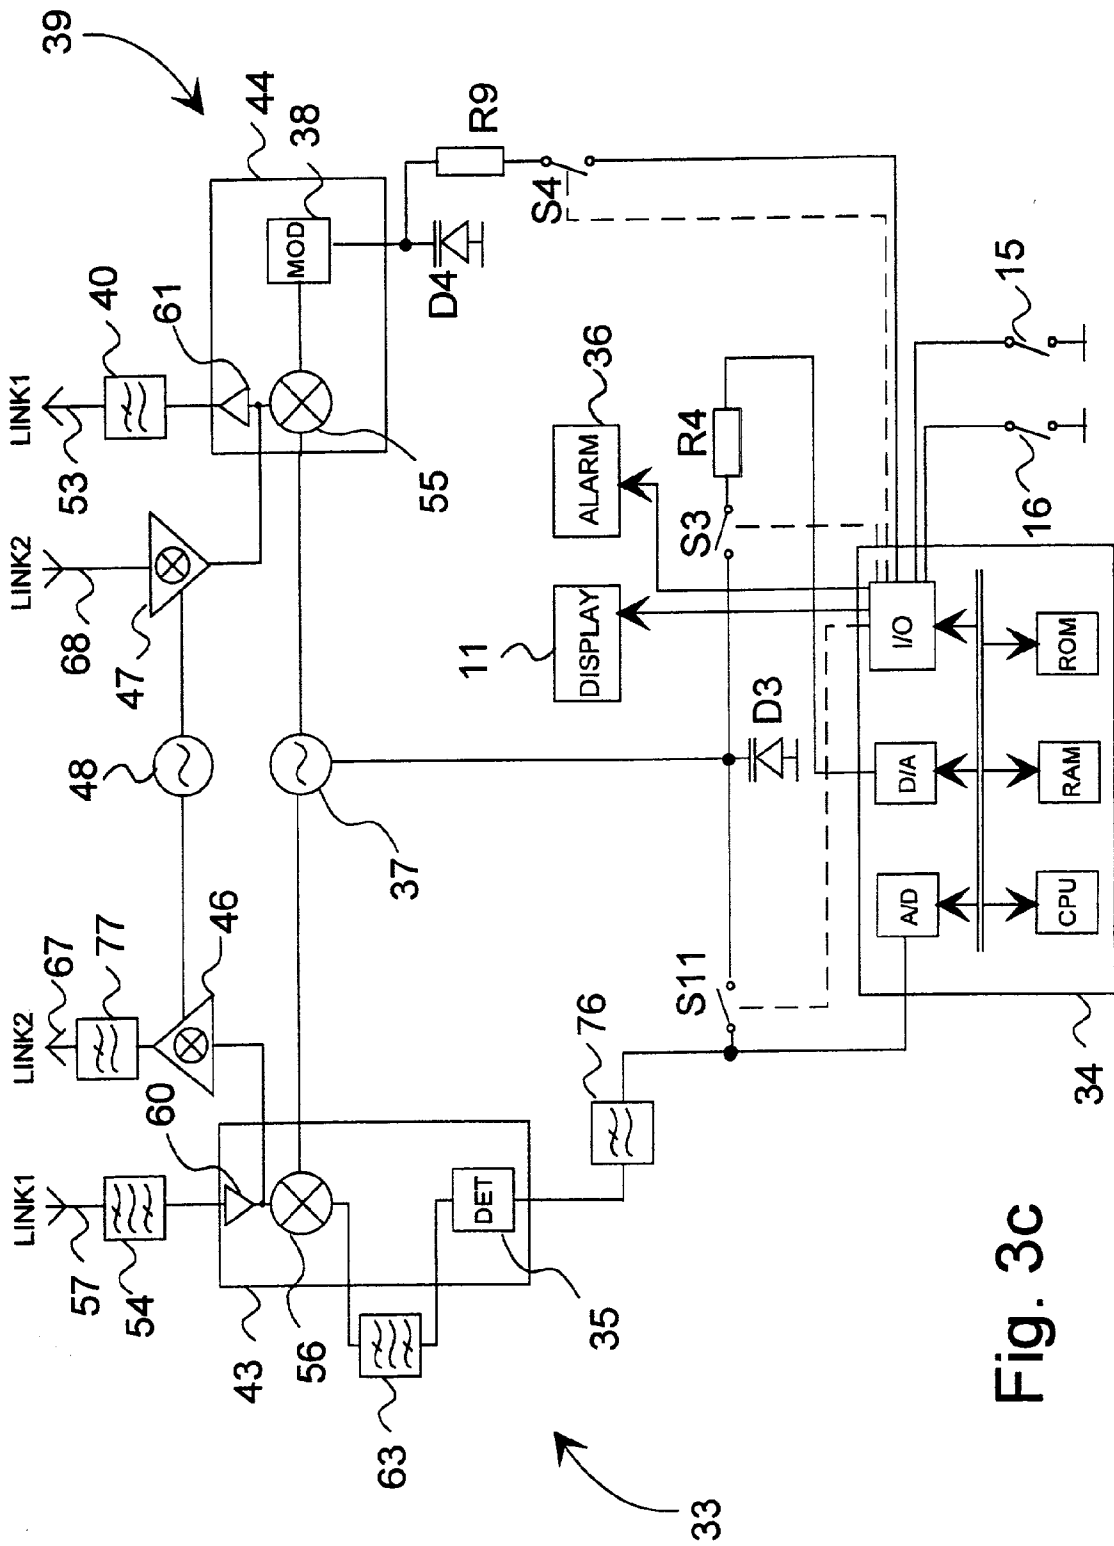 39
LINK1
53
40
61
44
MOD
38
R9
S4
D4
LINK2
68
47
55
36
ALARM
R4
S3
15
16
11
DISPLAY
I/O
ROM
48
37
D3
D/A
RAM
LINK2
67
77
46
S11
76
A/D
CPU
34
LINK1
57
54
60
43
56
DET
35
63
33
Fig. 3c